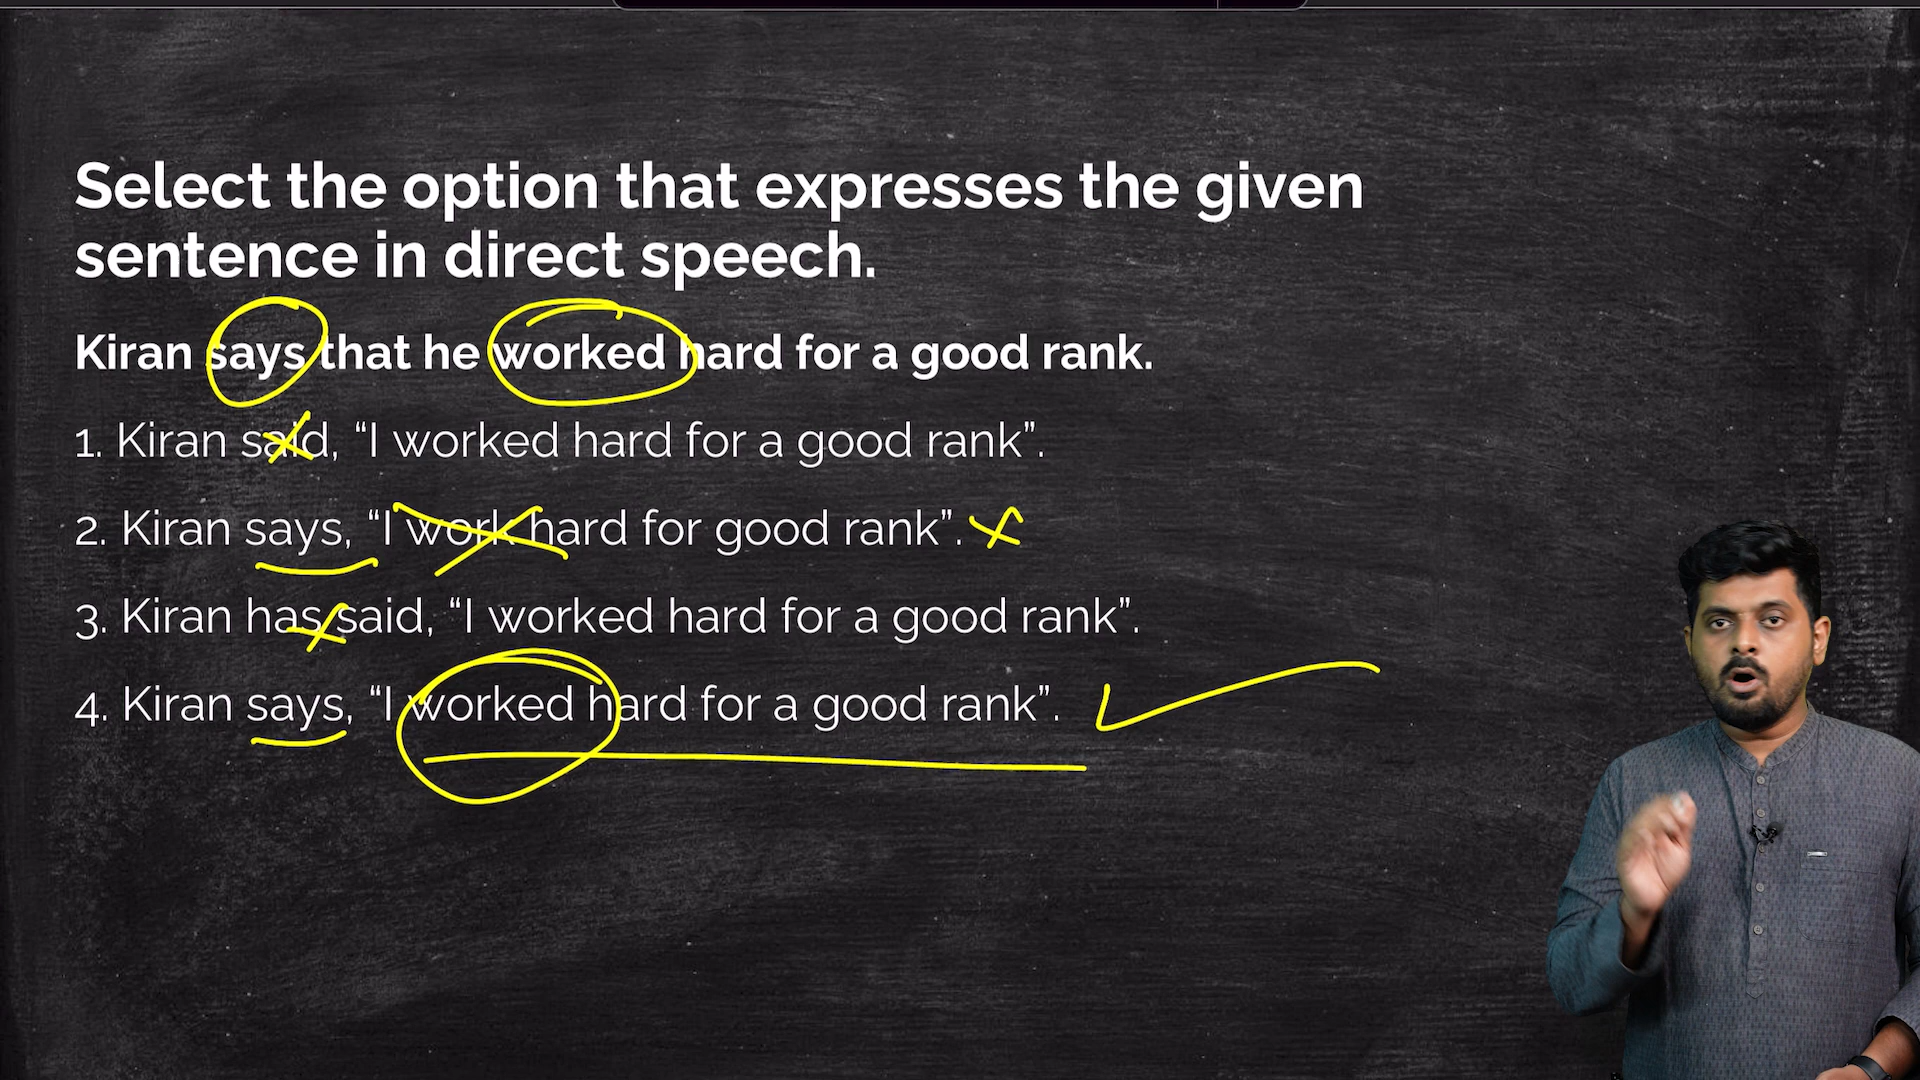 Select the option that expresses the given
sentence in direct speech.
Kiran says that he worked hard for a good rank.
1. Kiran said, “I worked hard for a good rank”.
2. Kiran says, “I work hard for good rank”.
3. Kiran has said, “I worked hard for a good rank”.
4. Kiran says, “I worked hard for a good rank”.